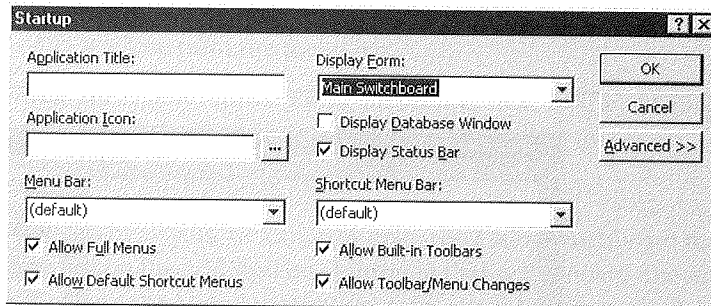 Startup
Application Title:
Display Form:
Main Switchboard
OK
Application Icon:
...
Display Database Window
Cancel
Display Status Bar
Advanced >>
Menu Bar:
Shortcut Menu Bar:
(default)
(default)
Allow Full Menus
Allow Built-in Toolbars
Allow Default Shortcut Menus
Allow Toolbar/Menu Changes